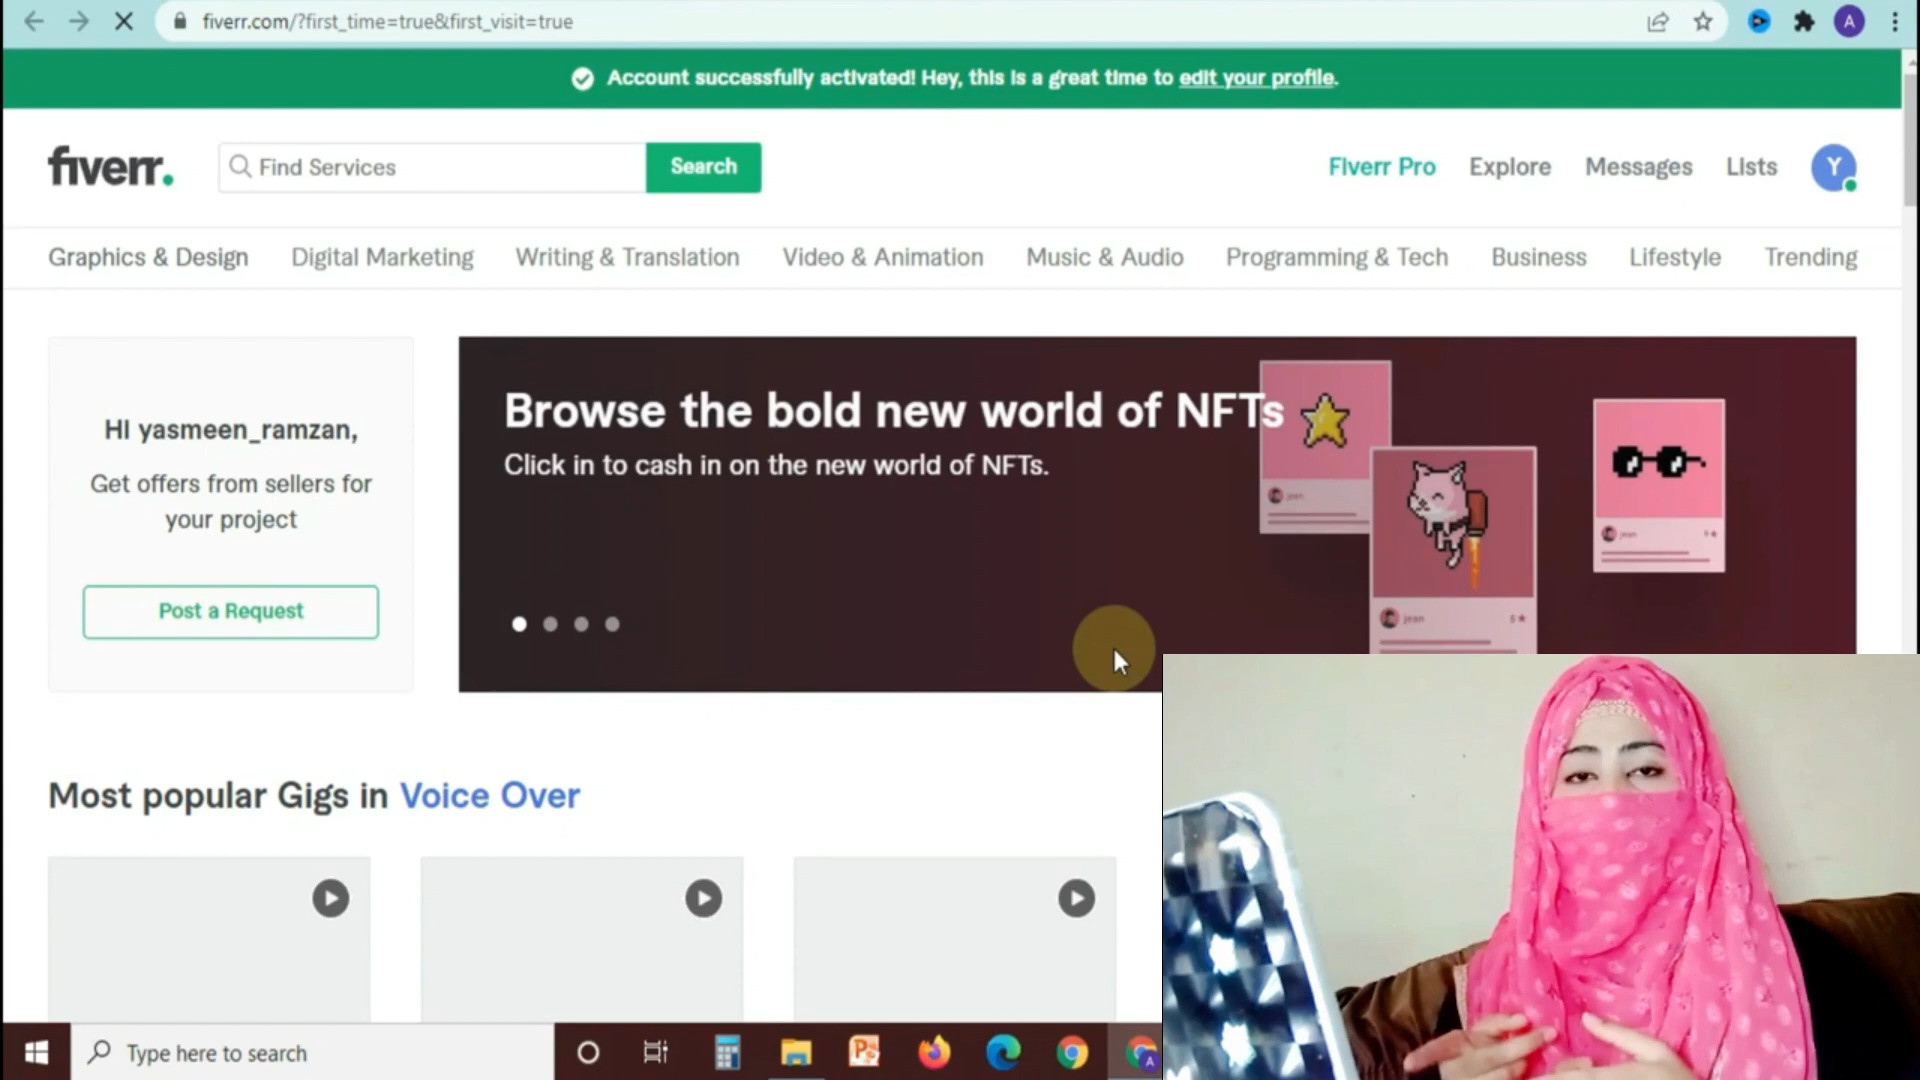 fiverr.com/?first_time=true&first_visit=true
A
Account successfully activated! Hey, this is a great time to edit your profile.
fiverr.
Find Services
Search
Fiverr Pro
Explore
Messages
Lists
Y
Graphics & Design
Digital Marketing
Writing & Translation
Video & Animation
Music & Audio
Programming & Tech
Business
Lifestyle
Trending
Hi yasmeen_ramzan,
Get offers from sellers for
your project
Post a Request
Browse the bold new world of NFTs
Click in to cash in on the new world of NFTs.
jean
jean
jean
5★
Most popular Gigs in Voice Over
Type here to search
A